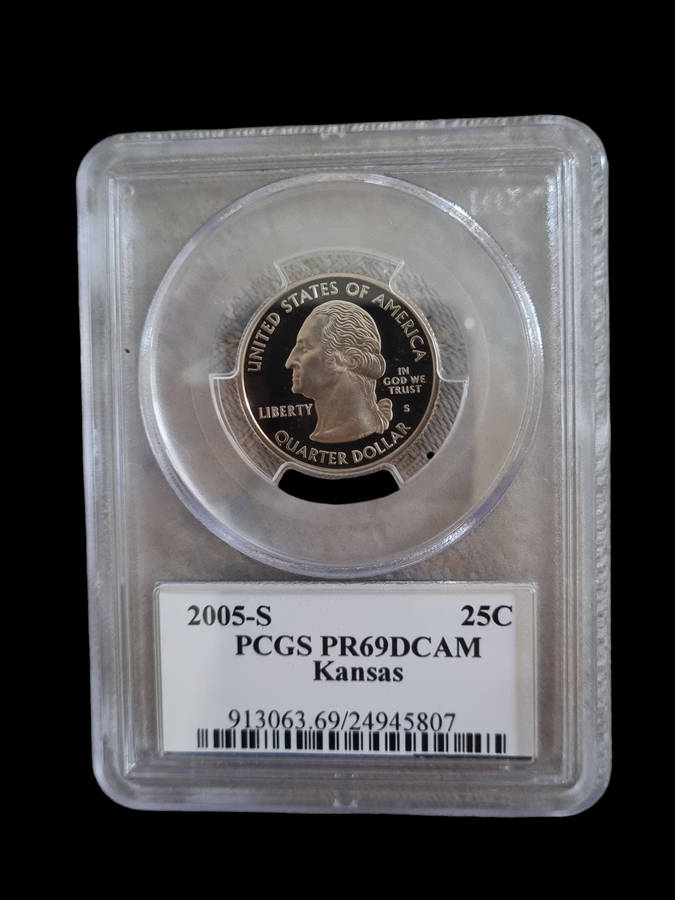 UNITED STATES OF AMERICA
IN
GOD WE
TRUST
LIBERTY
S
QUARTER DOLLAR
2005-S 25C
PCGS PR69DCAM
Kansas
913063.69/24945807